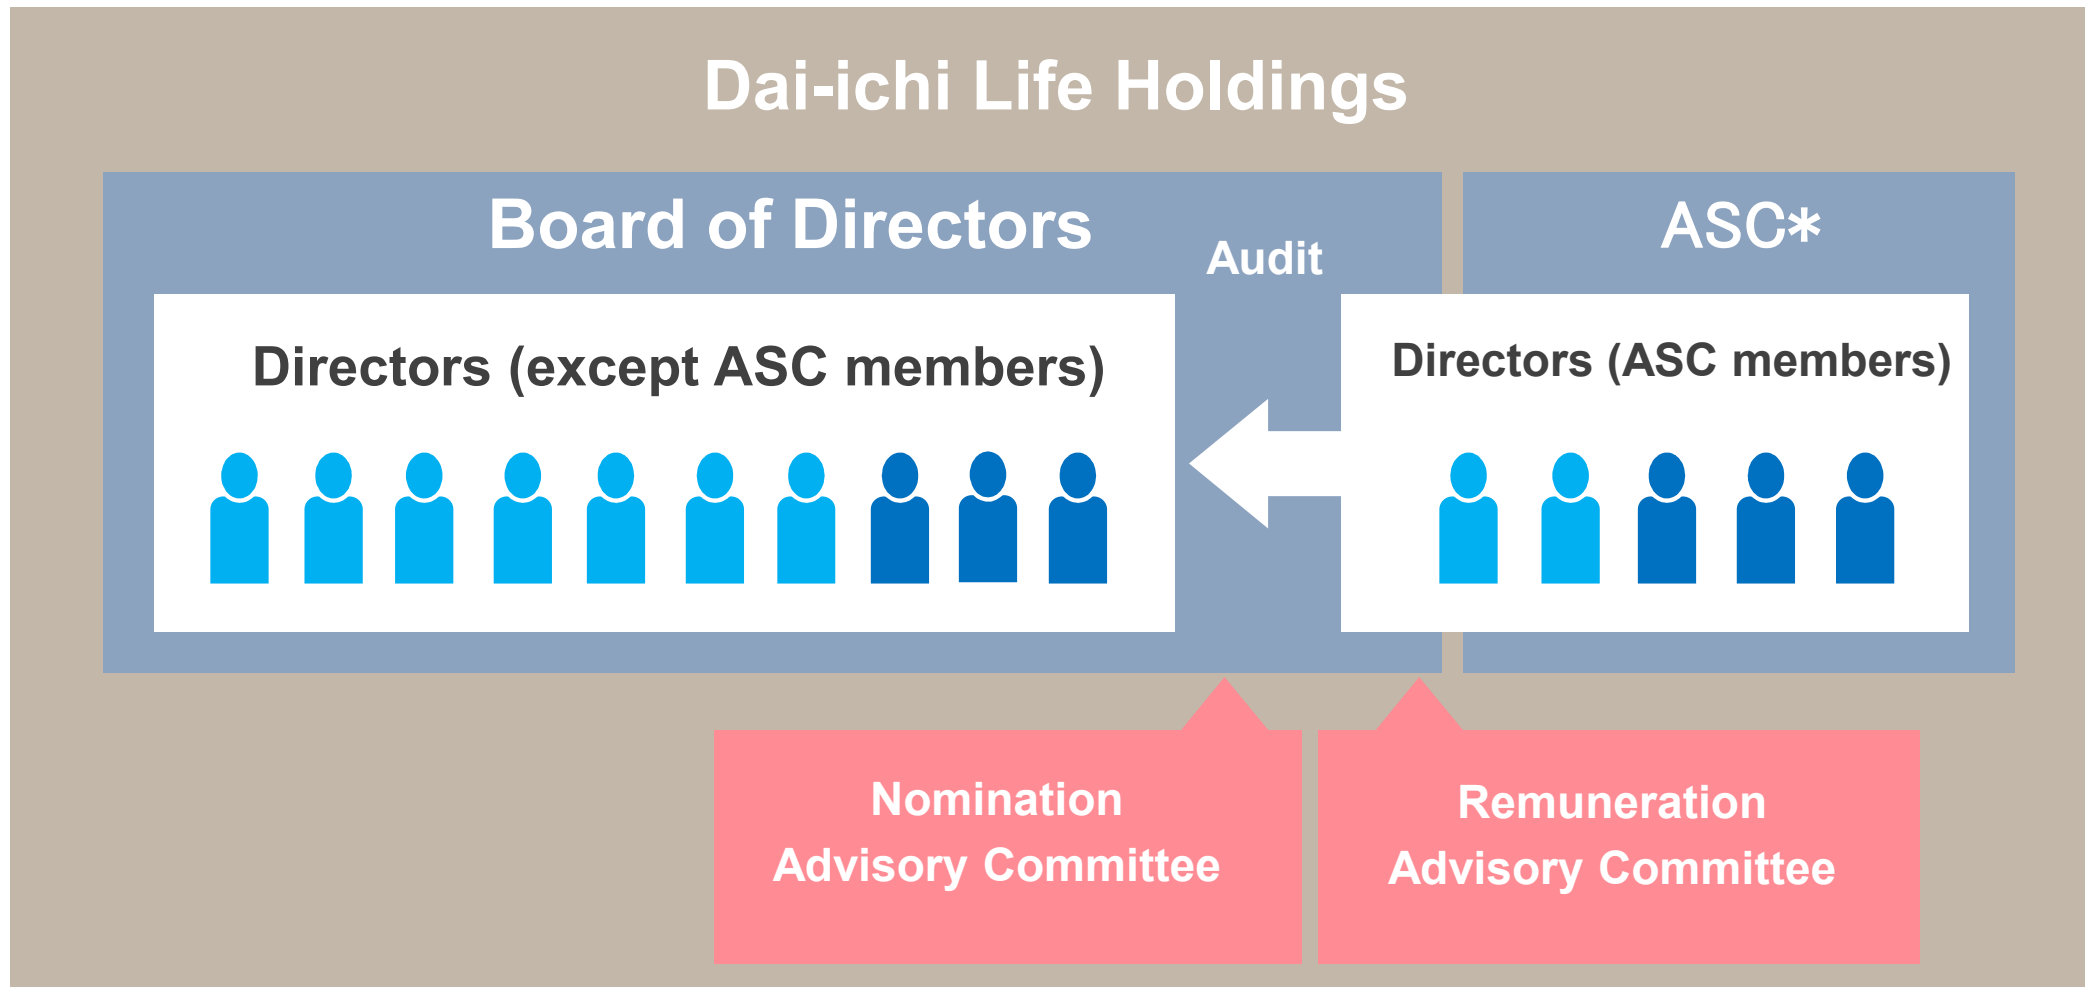 Dai-ichi Life Holdings
Board of Directors
Audit
ASC*
Directors (except ASC members)
Directors (ASC members)
Nomination
Advisory Committee
Remuneration
Advisory Committee